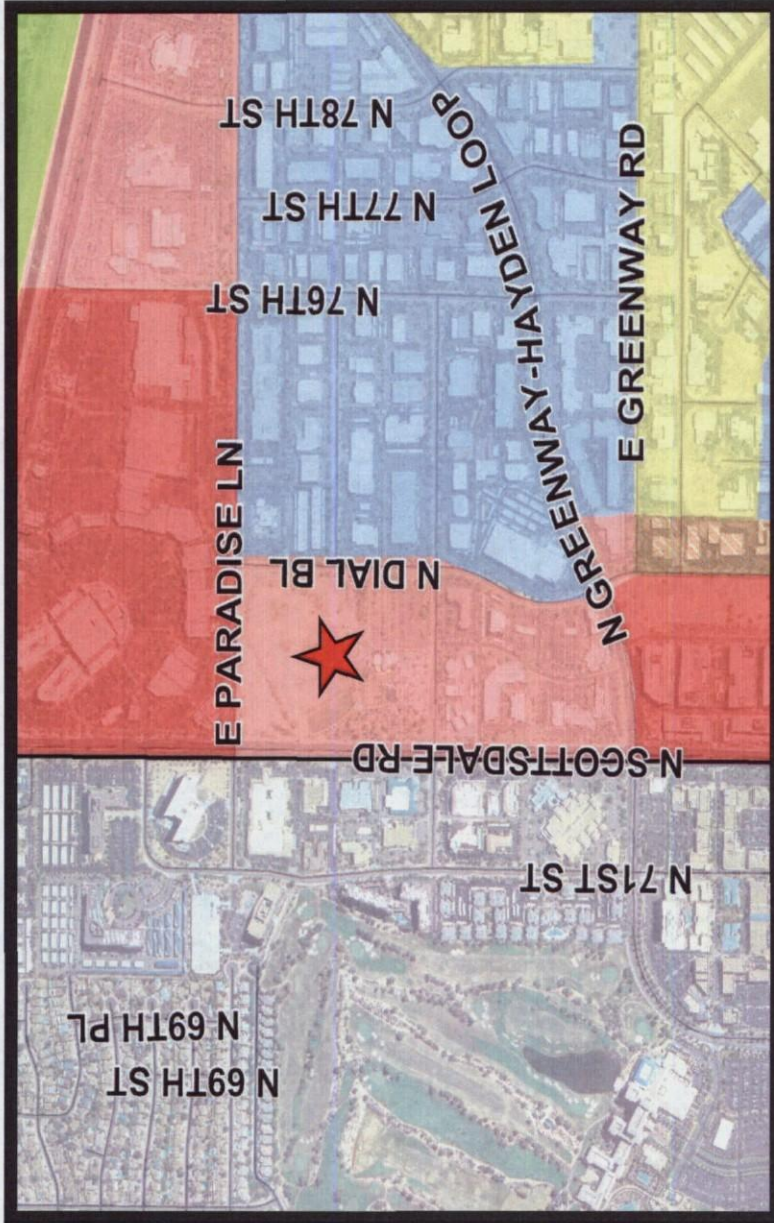 N 78TH ST
N 77TH ST
N 76TH ST
N GREENWAY-HAYDEN LOOP
E GREENWAY RD
E PARADISE LN
N DIAL BL
N SCOTTSDALE RD
N 71ST ST
N 69TH PL
N 69TH ST